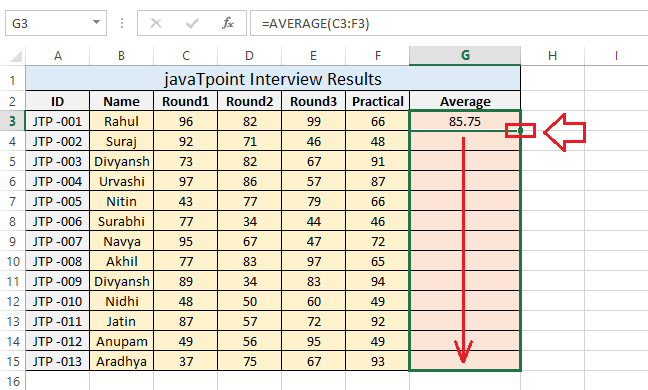 G3 fx =AVERAGE(C3:F3)
A B C D E F G H I
1 javaTpoint Interview Results
2 ID Name Round1 Round2 Round3 Practical Average
3 JTP -001 Rahul 96 82 99 66 85.75
4 JTP -002 Suraj 92 71 46 48
5 JTP -003 Divyansh 73 82 67 91
6 JTP -004 Urvashi 97 86 57 87
7 JTP -005 Nitin 43 77 79 66
8 JTP -006 Surabhi 77 34 44 46
9 JTP -007 Navya 95 67 47 72
10 JTP -008 Akhil 77 83 97 65
11 JTP -009 Divyansh 89 34 83 94
12 JTP -010 Nidhi 48 50 60 49
13 JTP -011 Jatin 87 57 72 92
14 JTP -012 Anupam 49 56 95 49
15 JTP -013 Aradhya 37 75 67 93
16